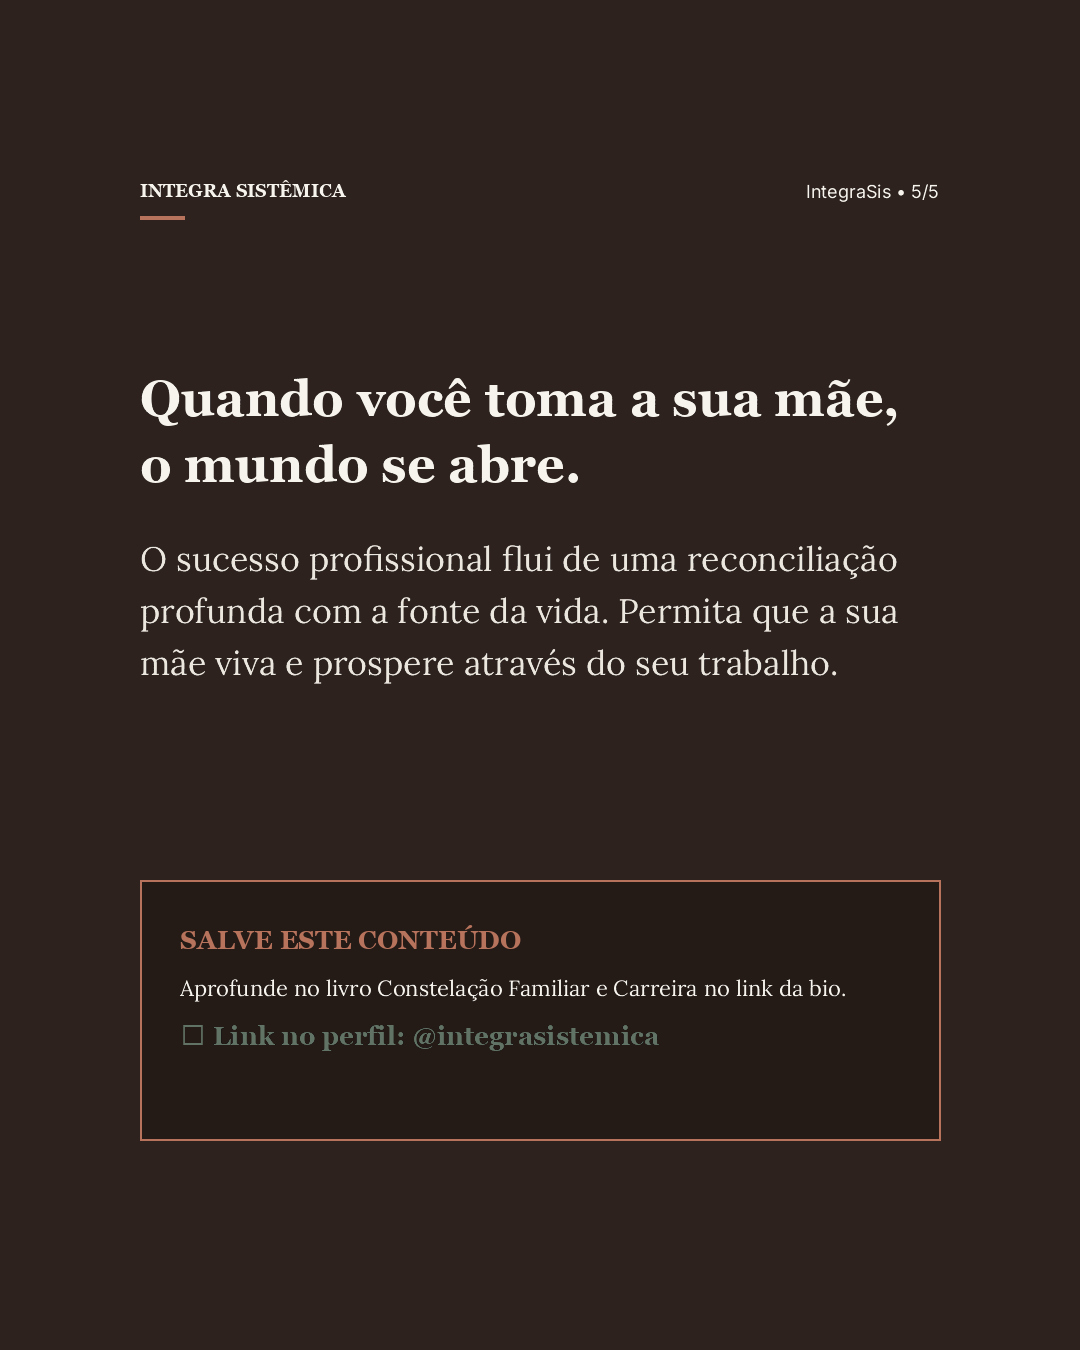 INTEGRA SISTÊMICA
IntegraSis • 5/5
Quando você toma a sua mãe,
o mundo se abre.
O sucesso profissional flui de uma reconciliação
profunda com a fonte da vida. Permita que a sua
mãe viva e prospere através do seu trabalho.
SALVE ESTE CONTEÚDO
Aprofunde no livro Constelação Familiar e Carreira no link da bio.
☐ Link no perfil: @integrasistemica